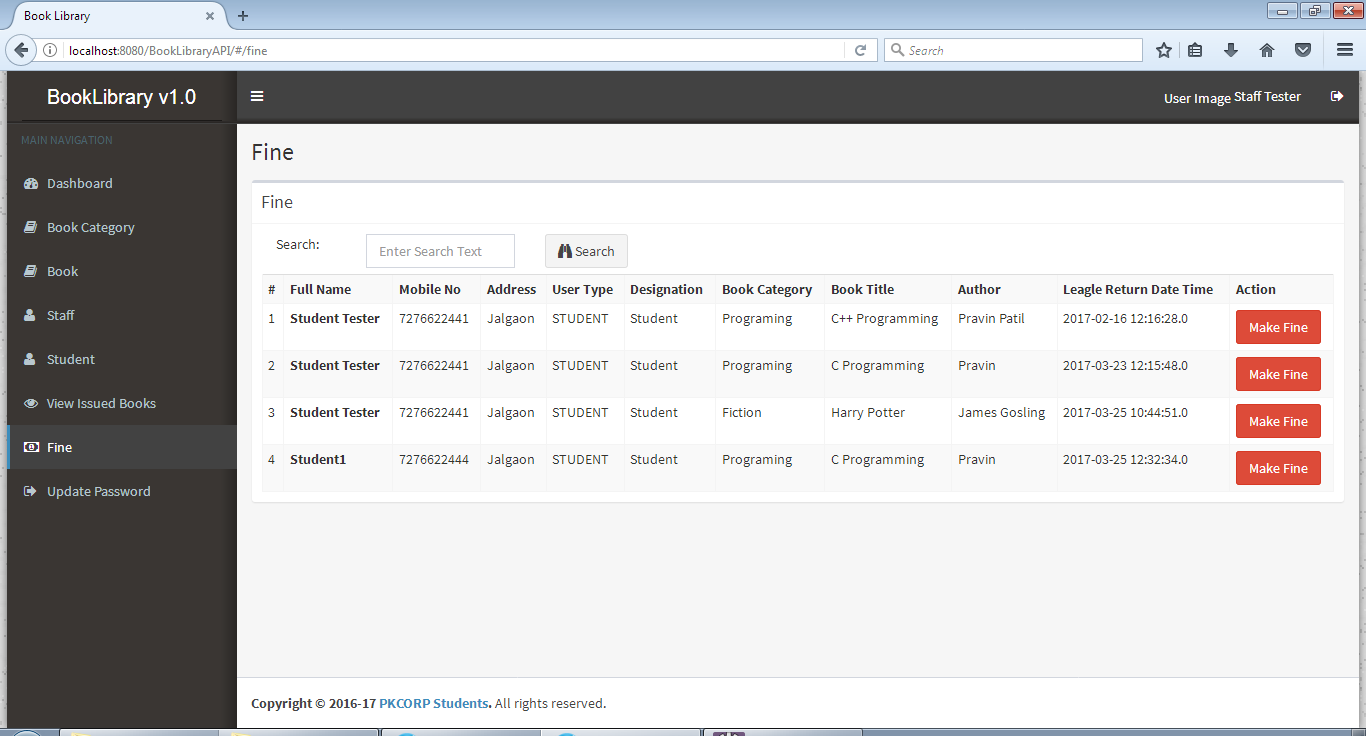 Book Library
localhost:8080/BookLibraryAPI/#/fine
Search
BookLibrary v1.0
User Image Staff Tester
MAIN NAVIGATION
Dashboard
Book Category
Book
Staff
Student
View Issued Books
Fine
Update Password
Fine
Fine
Search:
Enter Search Text
Search
# Full Name Mobile No Address User Type Designation Book Category Book Title Author Leagle Return Date Time Action
1 Student Tester 7276622441 Jalgaon STUDENT Student Programing C++ Programming Pravin Patil 2017-02-16 12:16:28.0 Make Fine
2 Student Tester 7276622441 Jalgaon STUDENT Student Programing C Programming Pravin 2017-03-23 12:15:48.0 Make Fine
3 Student Tester 7276622441 Jalgaon STUDENT Student Fiction Harry Potter James Gosling 2017-03-25 10:44:51.0 Make Fine
4 Student1 7276622444 Jalgaon STUDENT Student Programing C Programming Pravin 2017-03-25 12:32:34.0 Make Fine
Copyright © 2016-17 PKCORP Students. All rights reserved.